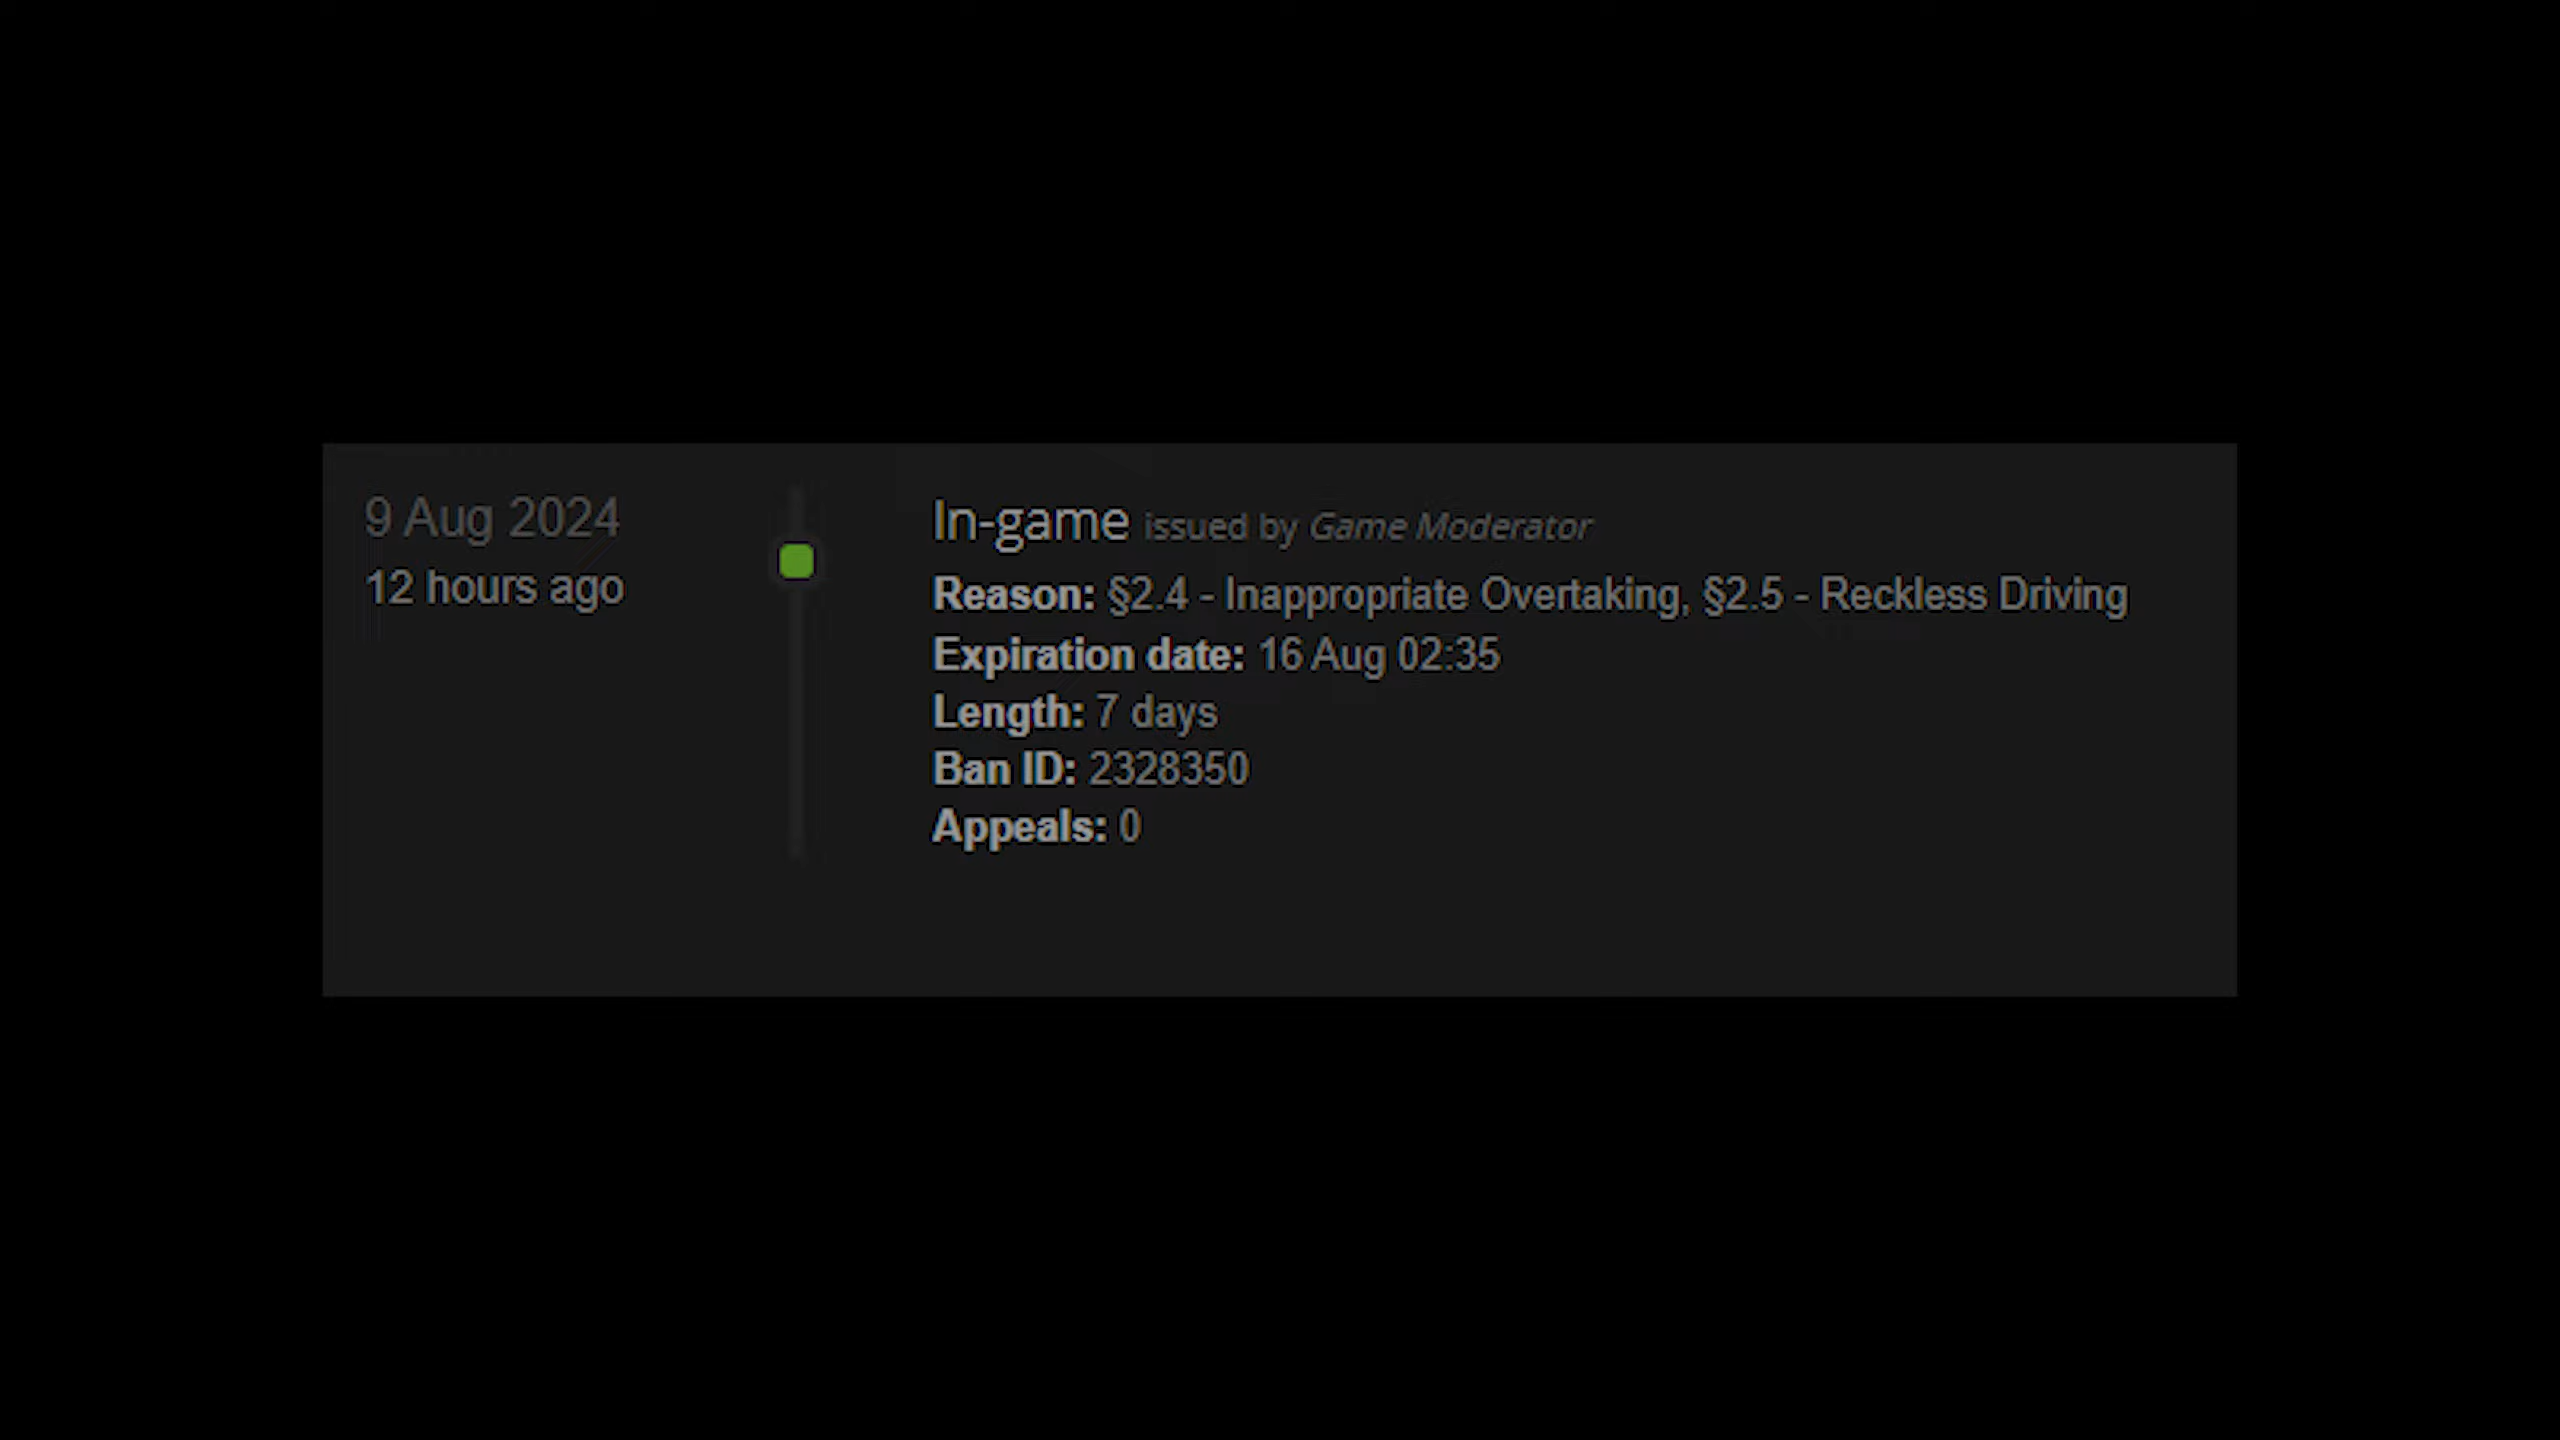 9 Aug 2024
12 hours ago
In-game issued by Game Moderator
Reason: §2.4 - Inappropriate Overtaking, §2.5 - Reckless Driving
Expiration date: 16 Aug 02:35
Length: 7 days
Ban ID: 2328350
Appeals: 0